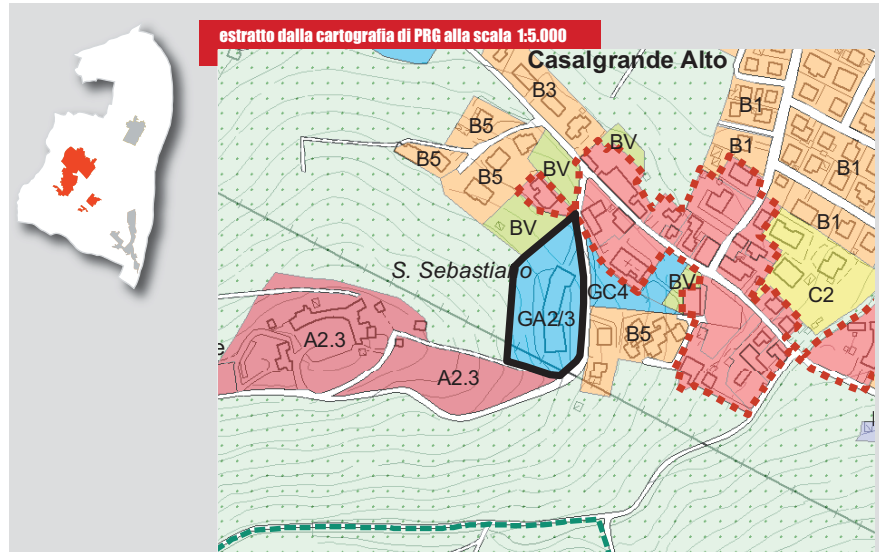 estratto dalla cartografia di PRG alla scala 1:5.000
Casalgrande Alto
B3
B1
B5
B5
BV
BV
B1
B5
B1
BV
B1
S. Sebastiano
GC4
BV
C2
GA2/3
B5
A2.3
A2.3
e